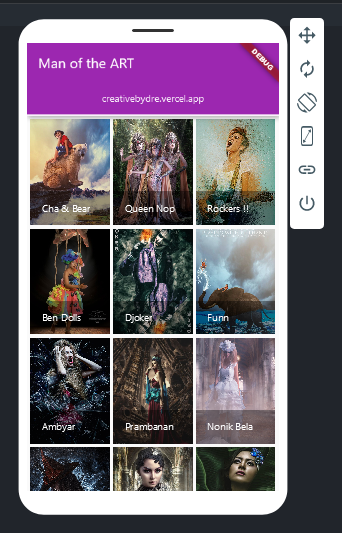 Man of the ART
DEBUG
creativebydre.vercel.app
Cha & Bear
Queen Nop
Rockers !!
Ben Dolls
Djoker
Funn
Ambyar
Prambanan
Nonik Bela